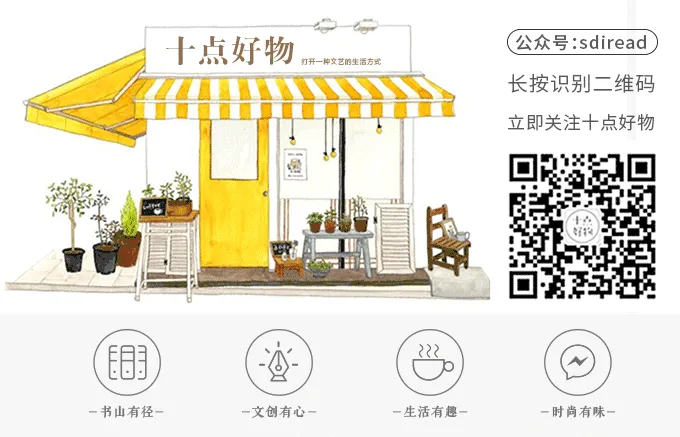 十点好物
打开一种文艺的生活方式
公众号:sdiread
长按识别二维码
立即关注十点好物
十点
好物
书山有径
文创有心
生活有趣
时尚有味